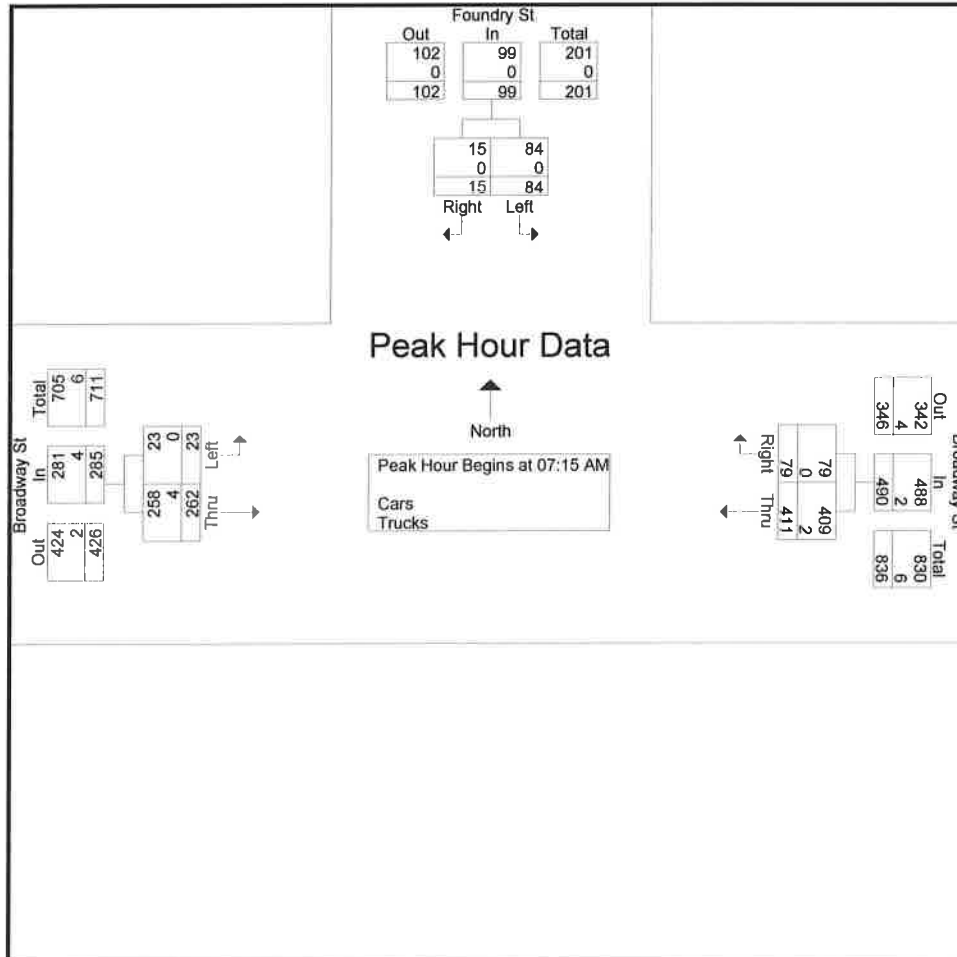 Foundry St
Out In Total
102 99 201
0 0 0
102 99 201
15 84
0 0
15 84
Right Left
Peak Hour Data
North
Peak Hour Begins at 07:15 AM
Cars
Trucks
Broadway St
Total In Out
705 281 424
6 4 2
711 285 426
Left Thru
23 258
0 4
23 262
Broadway St
Out In Total
342 488 830
4 2 6
346 490 836
Right Thru
79 409
0 2
79 411